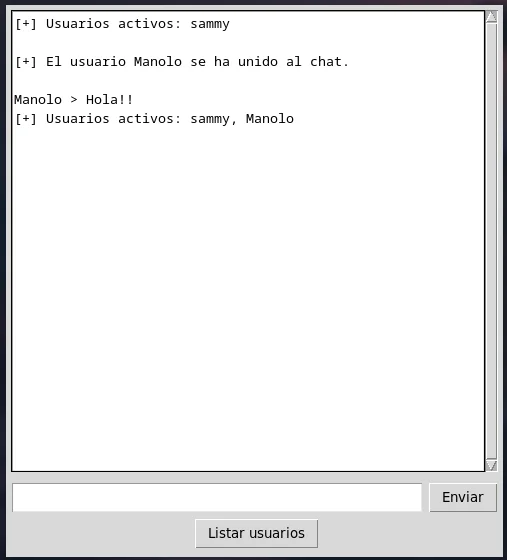 [+] Usuarios activos: sammy
[+] El usuario Manolo se ha unido al chat.
Manolo > Hola!!
[+] Usuarios activos: sammy, Manolo
Enviar
Listar usuarios